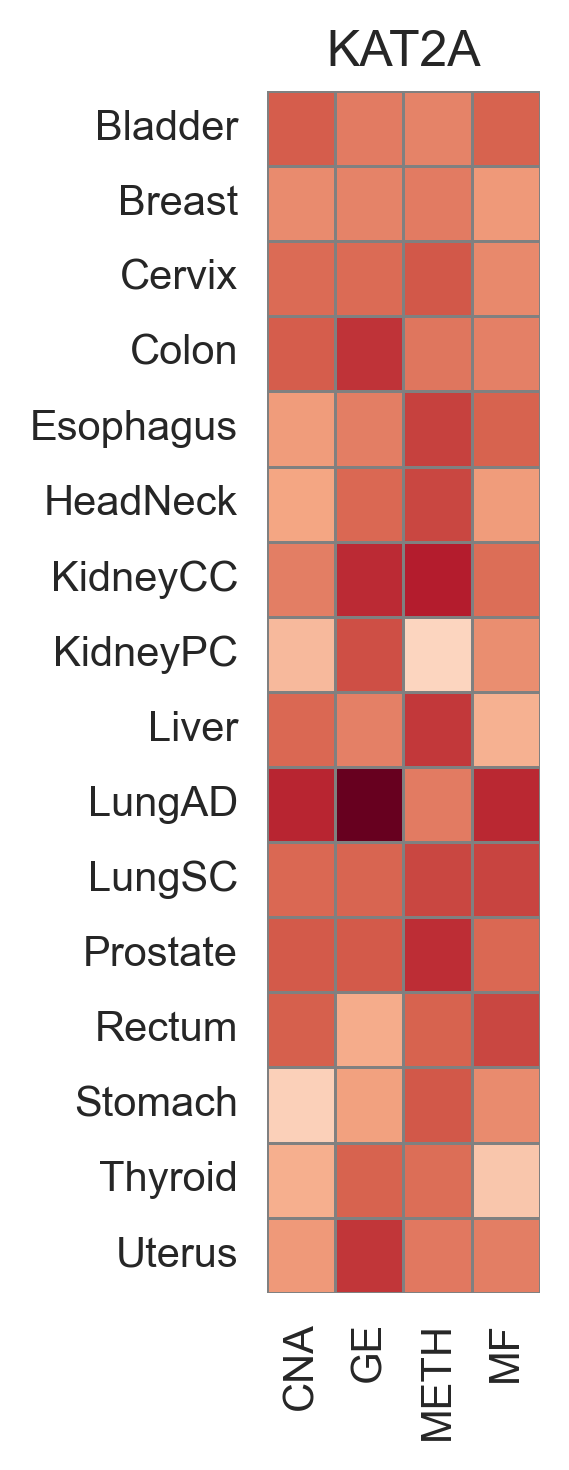 KAT2A
Bladder
Breast
Cervix
Colon
Esophagus
HeadNeck
KidneyCC
KidneyPC
Liver
LungAD
LungSC
Prostate
Rectum
Stomach
Thyroid
Uterus
CNA
GE
METH
MF